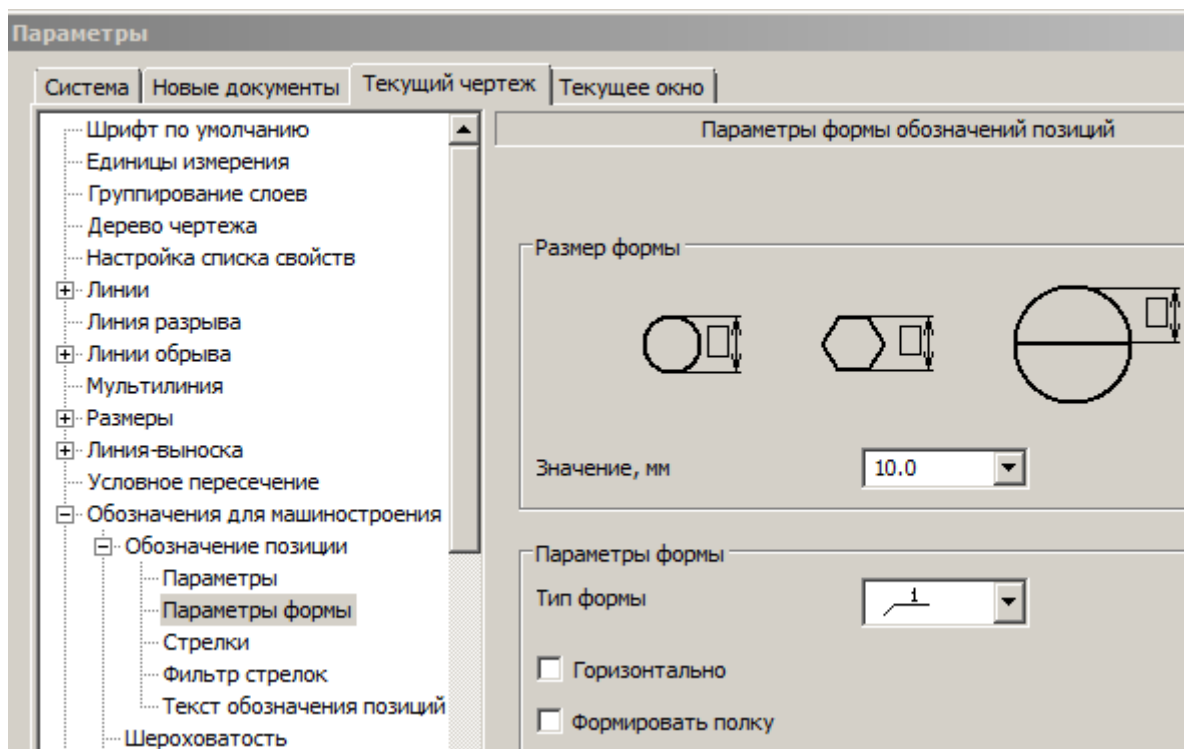 Параметры
Система Новые документы Текущий чертеж Текущее окно
Шрифт по умолчанию
Единицы измерения
Группирование слоев
Дерево чертежа
Настройка списка свойств
Линии
Линия разрыва
Линии обрыва
Мультилиния
Размеры
Линия-выноска
Условное пересечение
Обозначения для машиностроения
Обозначение позиции
Параметры
Параметры формы
Стрелки
Фильтр стрелок
Текст обозначения позиций
Шероховатость
Параметры формы обозначений позиций
Размер формы
Значение, мм 10.0
Параметры формы
Тип формы 1
Горизонтально
Формировать полку